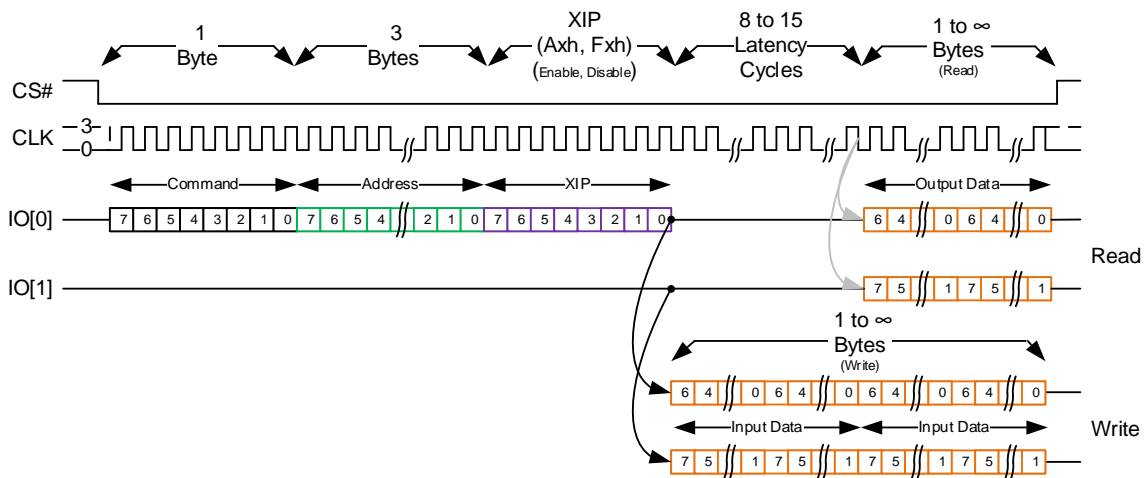 1 Byte
3 Bytes
XIP (Axh, Fxh) (Enable, Disable)
8 to 15 Latency Cycles
1 to ∞ Bytes (Read)
CS#
CLK 3 0
Command Address XIP Output Data
IO[0] 7 6 5 4 3 2 1 0 7 6 5 4 2 1 0 7 6 5 4 3 2 1 0 6 4 0 6 4 0
Read
IO[1] 7 5 1 7 5 1
1 to ∞ Bytes (Write)
6 4 0 6 4 0 6 4 0 6 4 0
Input Data Input Data
Write
7 5 1 7 5 1 7 5 1 7 5 1